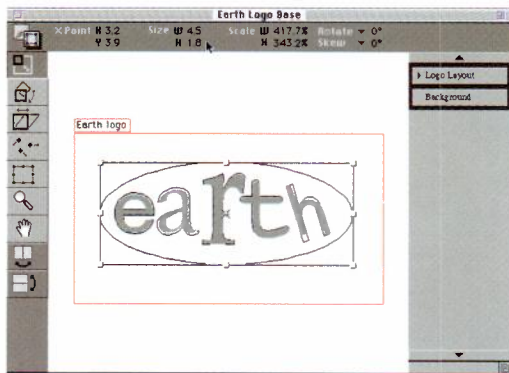 Earth Logo Base
X Point H 3.2 Size W 4.5 Scale W 417.7% Rotate 0°
Y 3.9 H 1.8 H 343.2% Skew 0°
Logo Layout
Background
Earth logo
earth